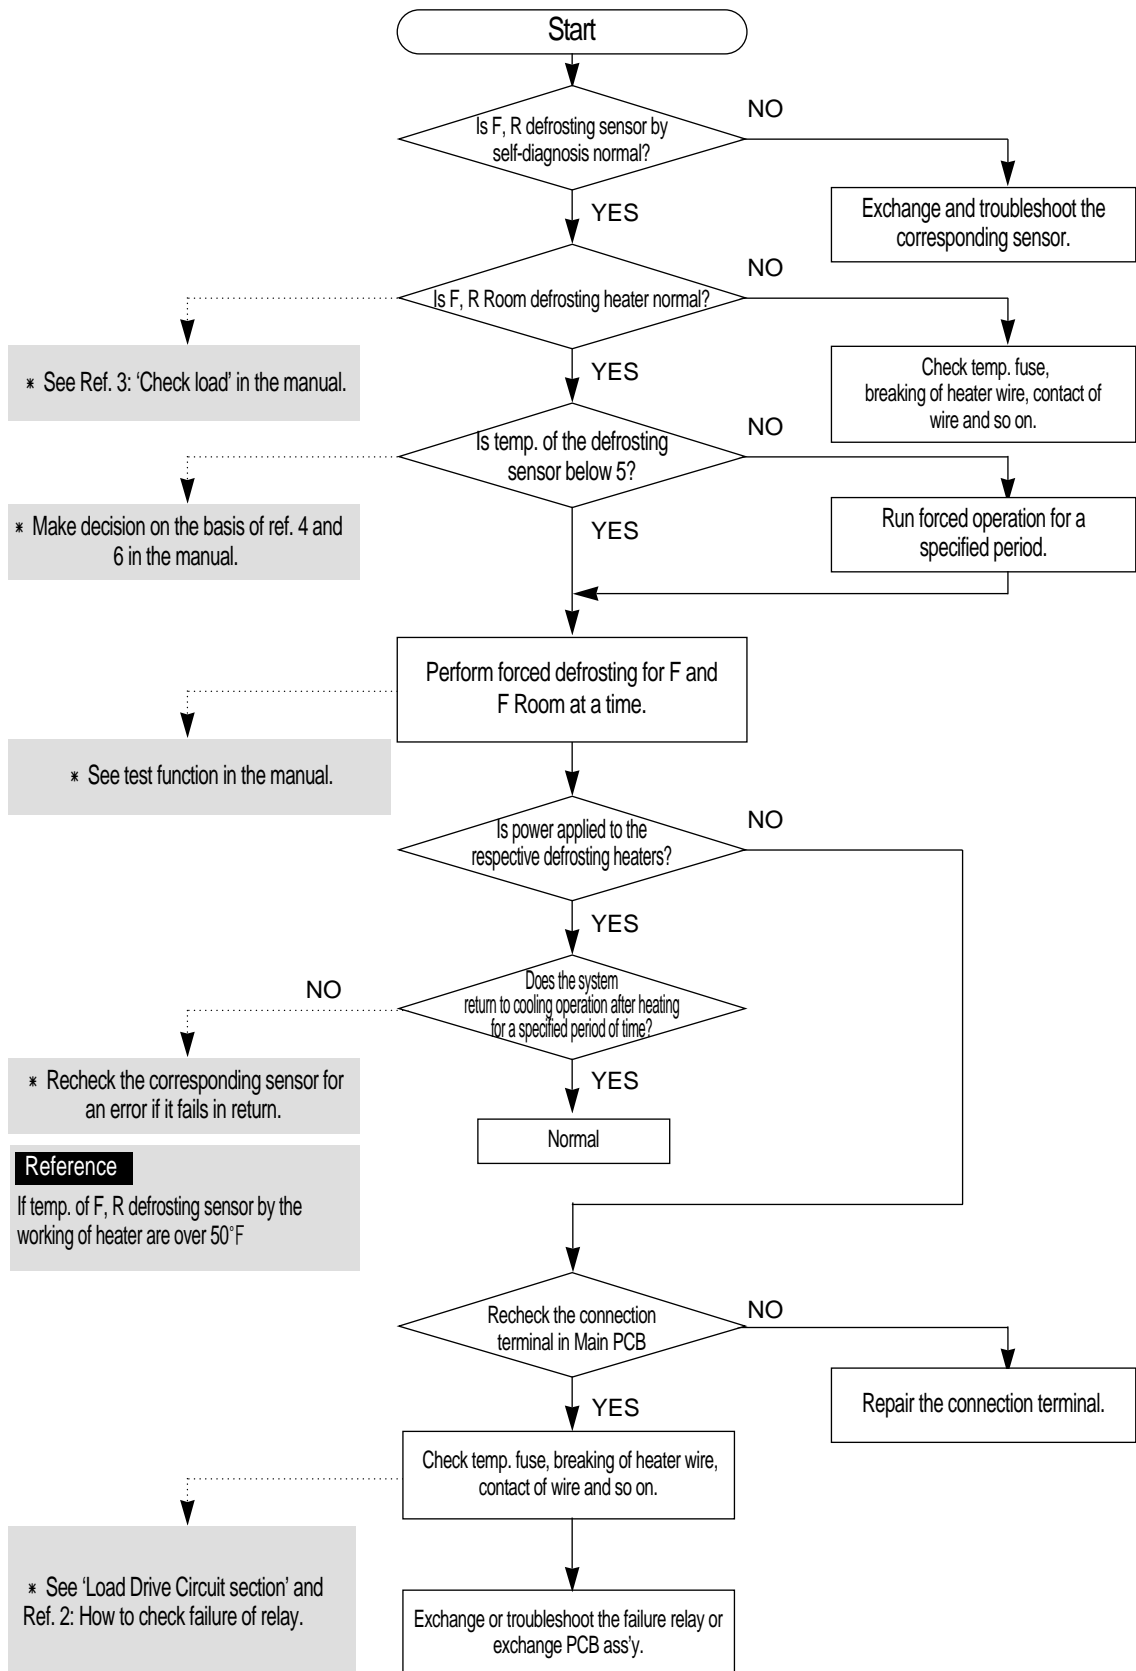 Start
Is F, R defrosting sensor by
self-diagnosis normal?
NO
Exchange and troubleshoot the
corresponding sensor.
YES
Is F, R Room defrosting heater normal?
NO
* See Ref. 3: ‘Check load’ in the manual.
Check temp. fuse,
breaking of heater wire, contact of
wire and so on.
YES
Is temp. of the defrosting
sensor below 5?
NO
* Make decision on the basis of ref. 4 and
6 in the manual.
Run forced operation for a
specified period.
YES
Perform forced defrosting for F and
F Room at a time.
* See test function in the manual.
Is power applied to the
respective defrosting heaters?
NO
YES
Does the system
return to cooling operation after heating
for a specified period of time?
NO
* Recheck the corresponding sensor for
an error if it fails in return.
YES
Normal
Reference
If temp. of F, R defrosting sensor by the
working of heater are over 50°F
Recheck the connection
terminal in Main PCB
NO
Repair the connection terminal.
YES
Check temp. fuse, breaking of heater wire,
contact of wire and so on.
* See ‘Load Drive Circuit section’ and
Ref. 2: How to check failure of relay.
Exchange or troubleshoot the failure relay or
exchange PCB ass’y.